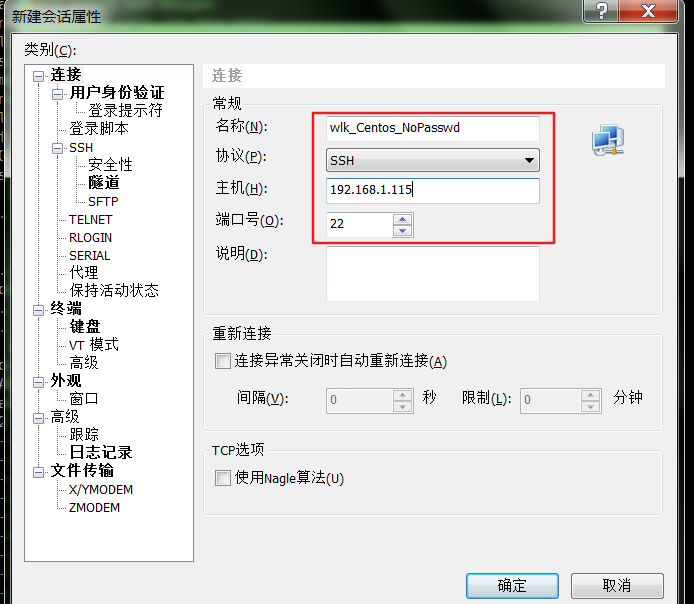 新建会话属性
?
X
类别(C):
连接
用户身份验证
登录提示符
登录脚本
SSH
安全性
隧道
SFTP
TELNET
RLOGIN
SERIAL
代理
保持活动状态
终端
键盘
VT 模式
高级
外观
窗口
高级
跟踪
日志记录
文件传输
X/YMODEM
ZMODEM
连接
常规
名称(N): wlk_Centos_NoPasswd
协议(P): SSH
主机(H): 192.168.1.115
端口号(O): 22
说明(D):
重新连接
连接异常关闭时自动重新连接(A)
间隔(V): 0 秒 限制(L): 0 分钟
TCP选项
使用Nagle算法(U)
确定 取消